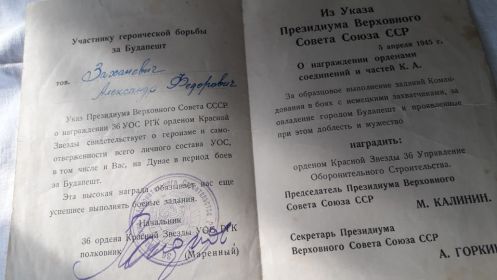 Участнику героической борьбы
за Будапешт
тов. Заханович
Александр Федорович
Указ Президиума Верховного Совета СССР
о награждении 36 УОС РГК орденом Красной
Звезды свидетельствует о героизме и само-
отверженности всего личного состава УОС,
в том числе и Вас, на Дунае в период боев
за Будапешт.
Эта высокая награда обязывает нас еще
успешнее выполнять боевые задания.
Начальник
36 ордена Красной Звезды УОС РГК
полковник (Маренный)
Из Указа
Президиума Верховного
Совета Союза ССР
5 апреля 1945 г.
О награждении орденами
соединений и частей К. А.
За образцовое выполнение заданий Коман-
дования в боях с немецкими захватчиками, за
овладение городом Будапешт и проявленные
при этом доблесть и мужество
наградить:
орденом Красной Звезды 36 Управление
Оборонительного Строительства.
Председатель Президиума Верховного
Совета Союза ССР
М. КАЛИНИН.
Секретарь Президиума
Верховного Совета Союза ССР
А. ГОРКИН